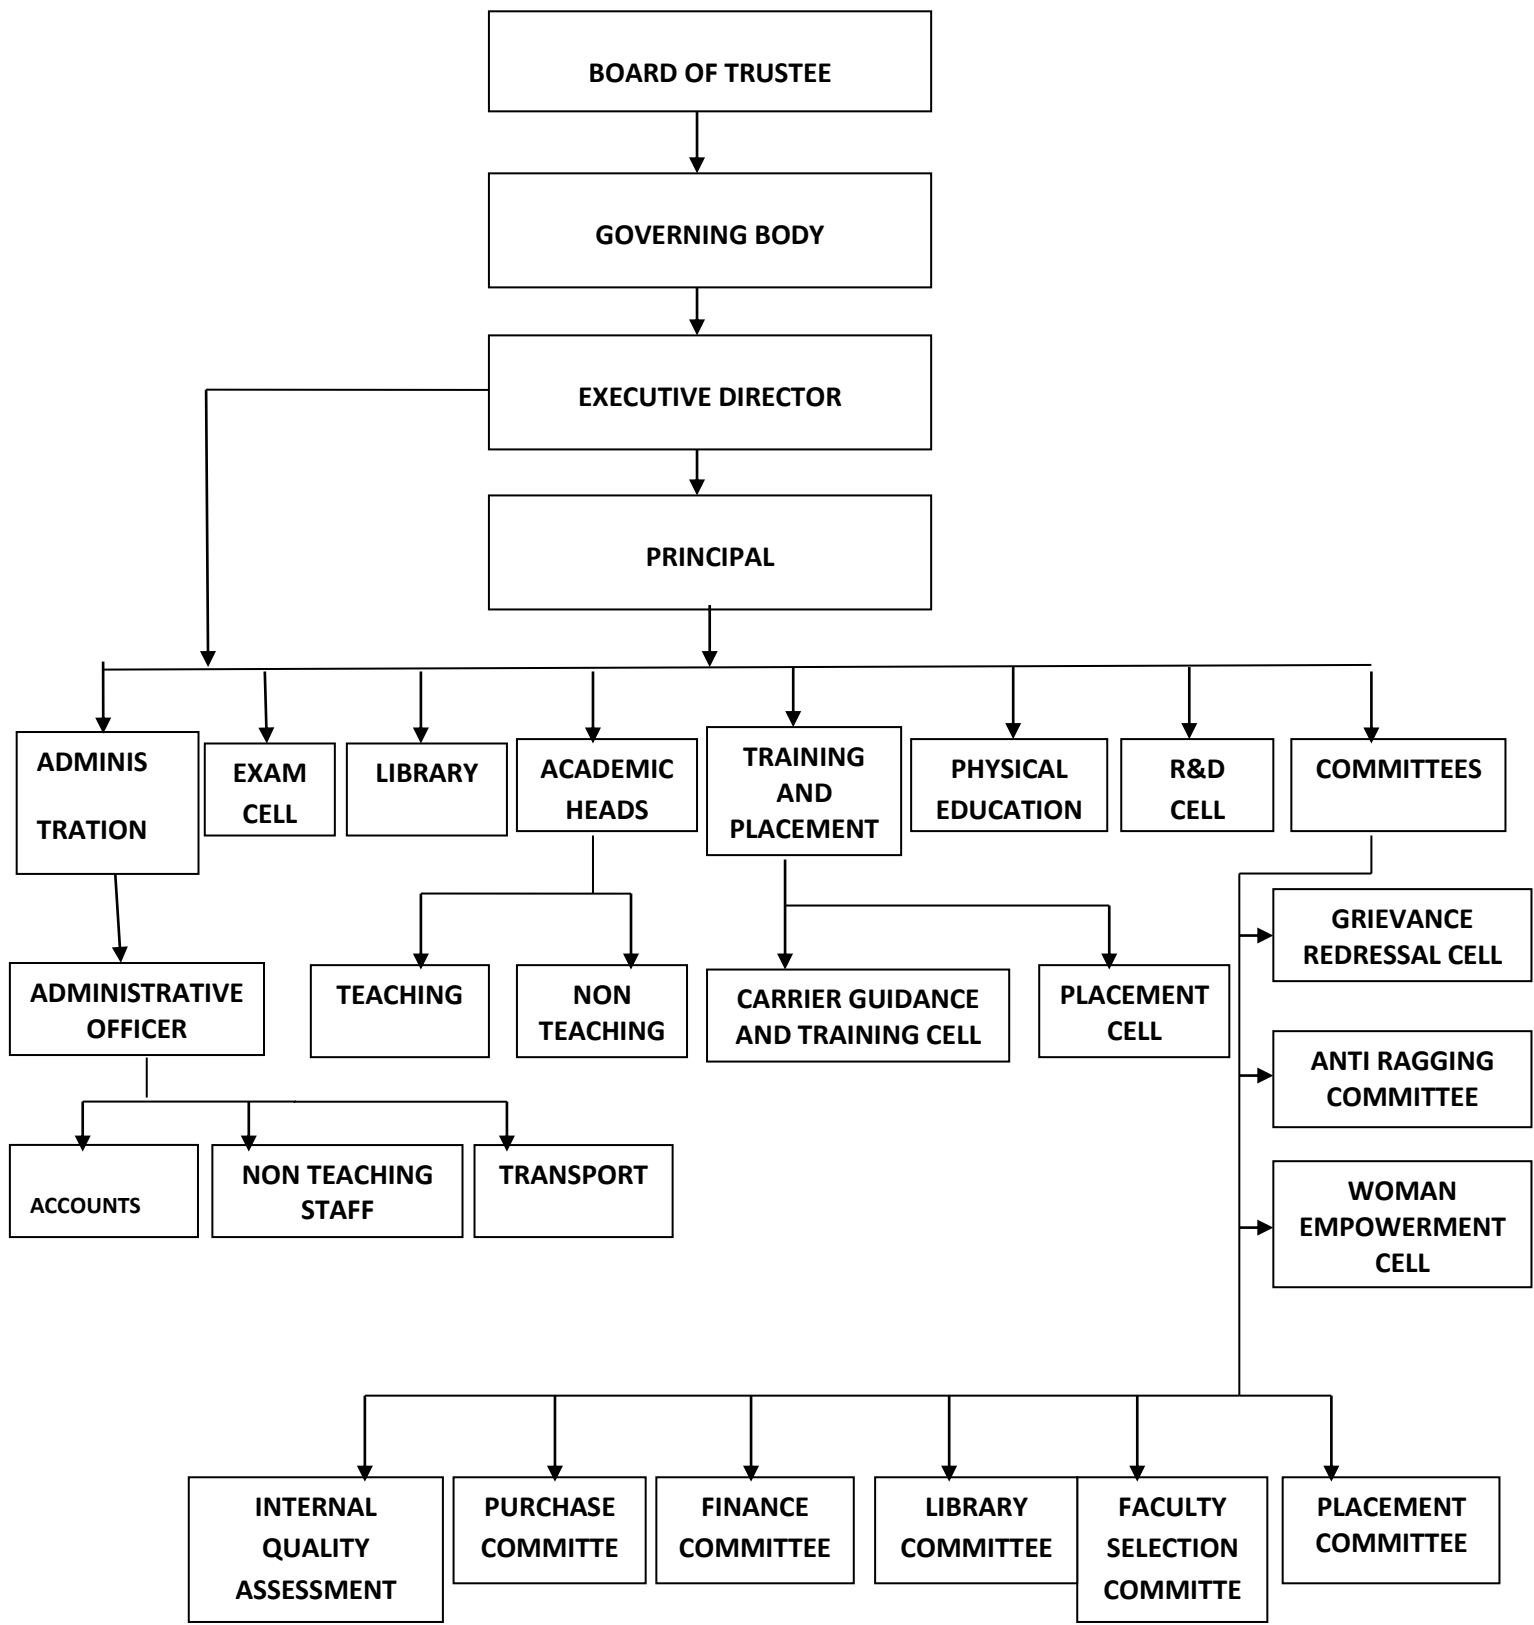 BOARD OF TRUSTEE
GOVERNING BODY
EXECUTIVE DIRECTOR
PRINCIPAL
ADMINIS
TRATION
EXAM
CELL
LIBRARY
ACADEMIC
HEADS
TRAINING
AND
PLACEMENT
PHYSICAL
EDUCATION
R&D
CELL
COMMITTEES
GRIEVANCE
REDRESSAL CELL
ADMINISTRATIVE
OFFICER
TEACHING
NON
TEACHING
CARRIER GUIDANCE
AND TRAINING CELL
PLACEMENT
CELL
ANTI RAGGING
COMMITTEE
ACCOUNTS
NON TEACHING
STAFF
TRANSPORT
WOMAN
EMPOWERMENT
CELL
INTERNAL
QUALITY
ASSESSMENT
PURCHASE
COMMITTE
FINANCE
COMMITTEE
LIBRARY
COMMITTEE
FACULTY
SELECTION
COMMITTE
PLACEMENT
COMMITTEE